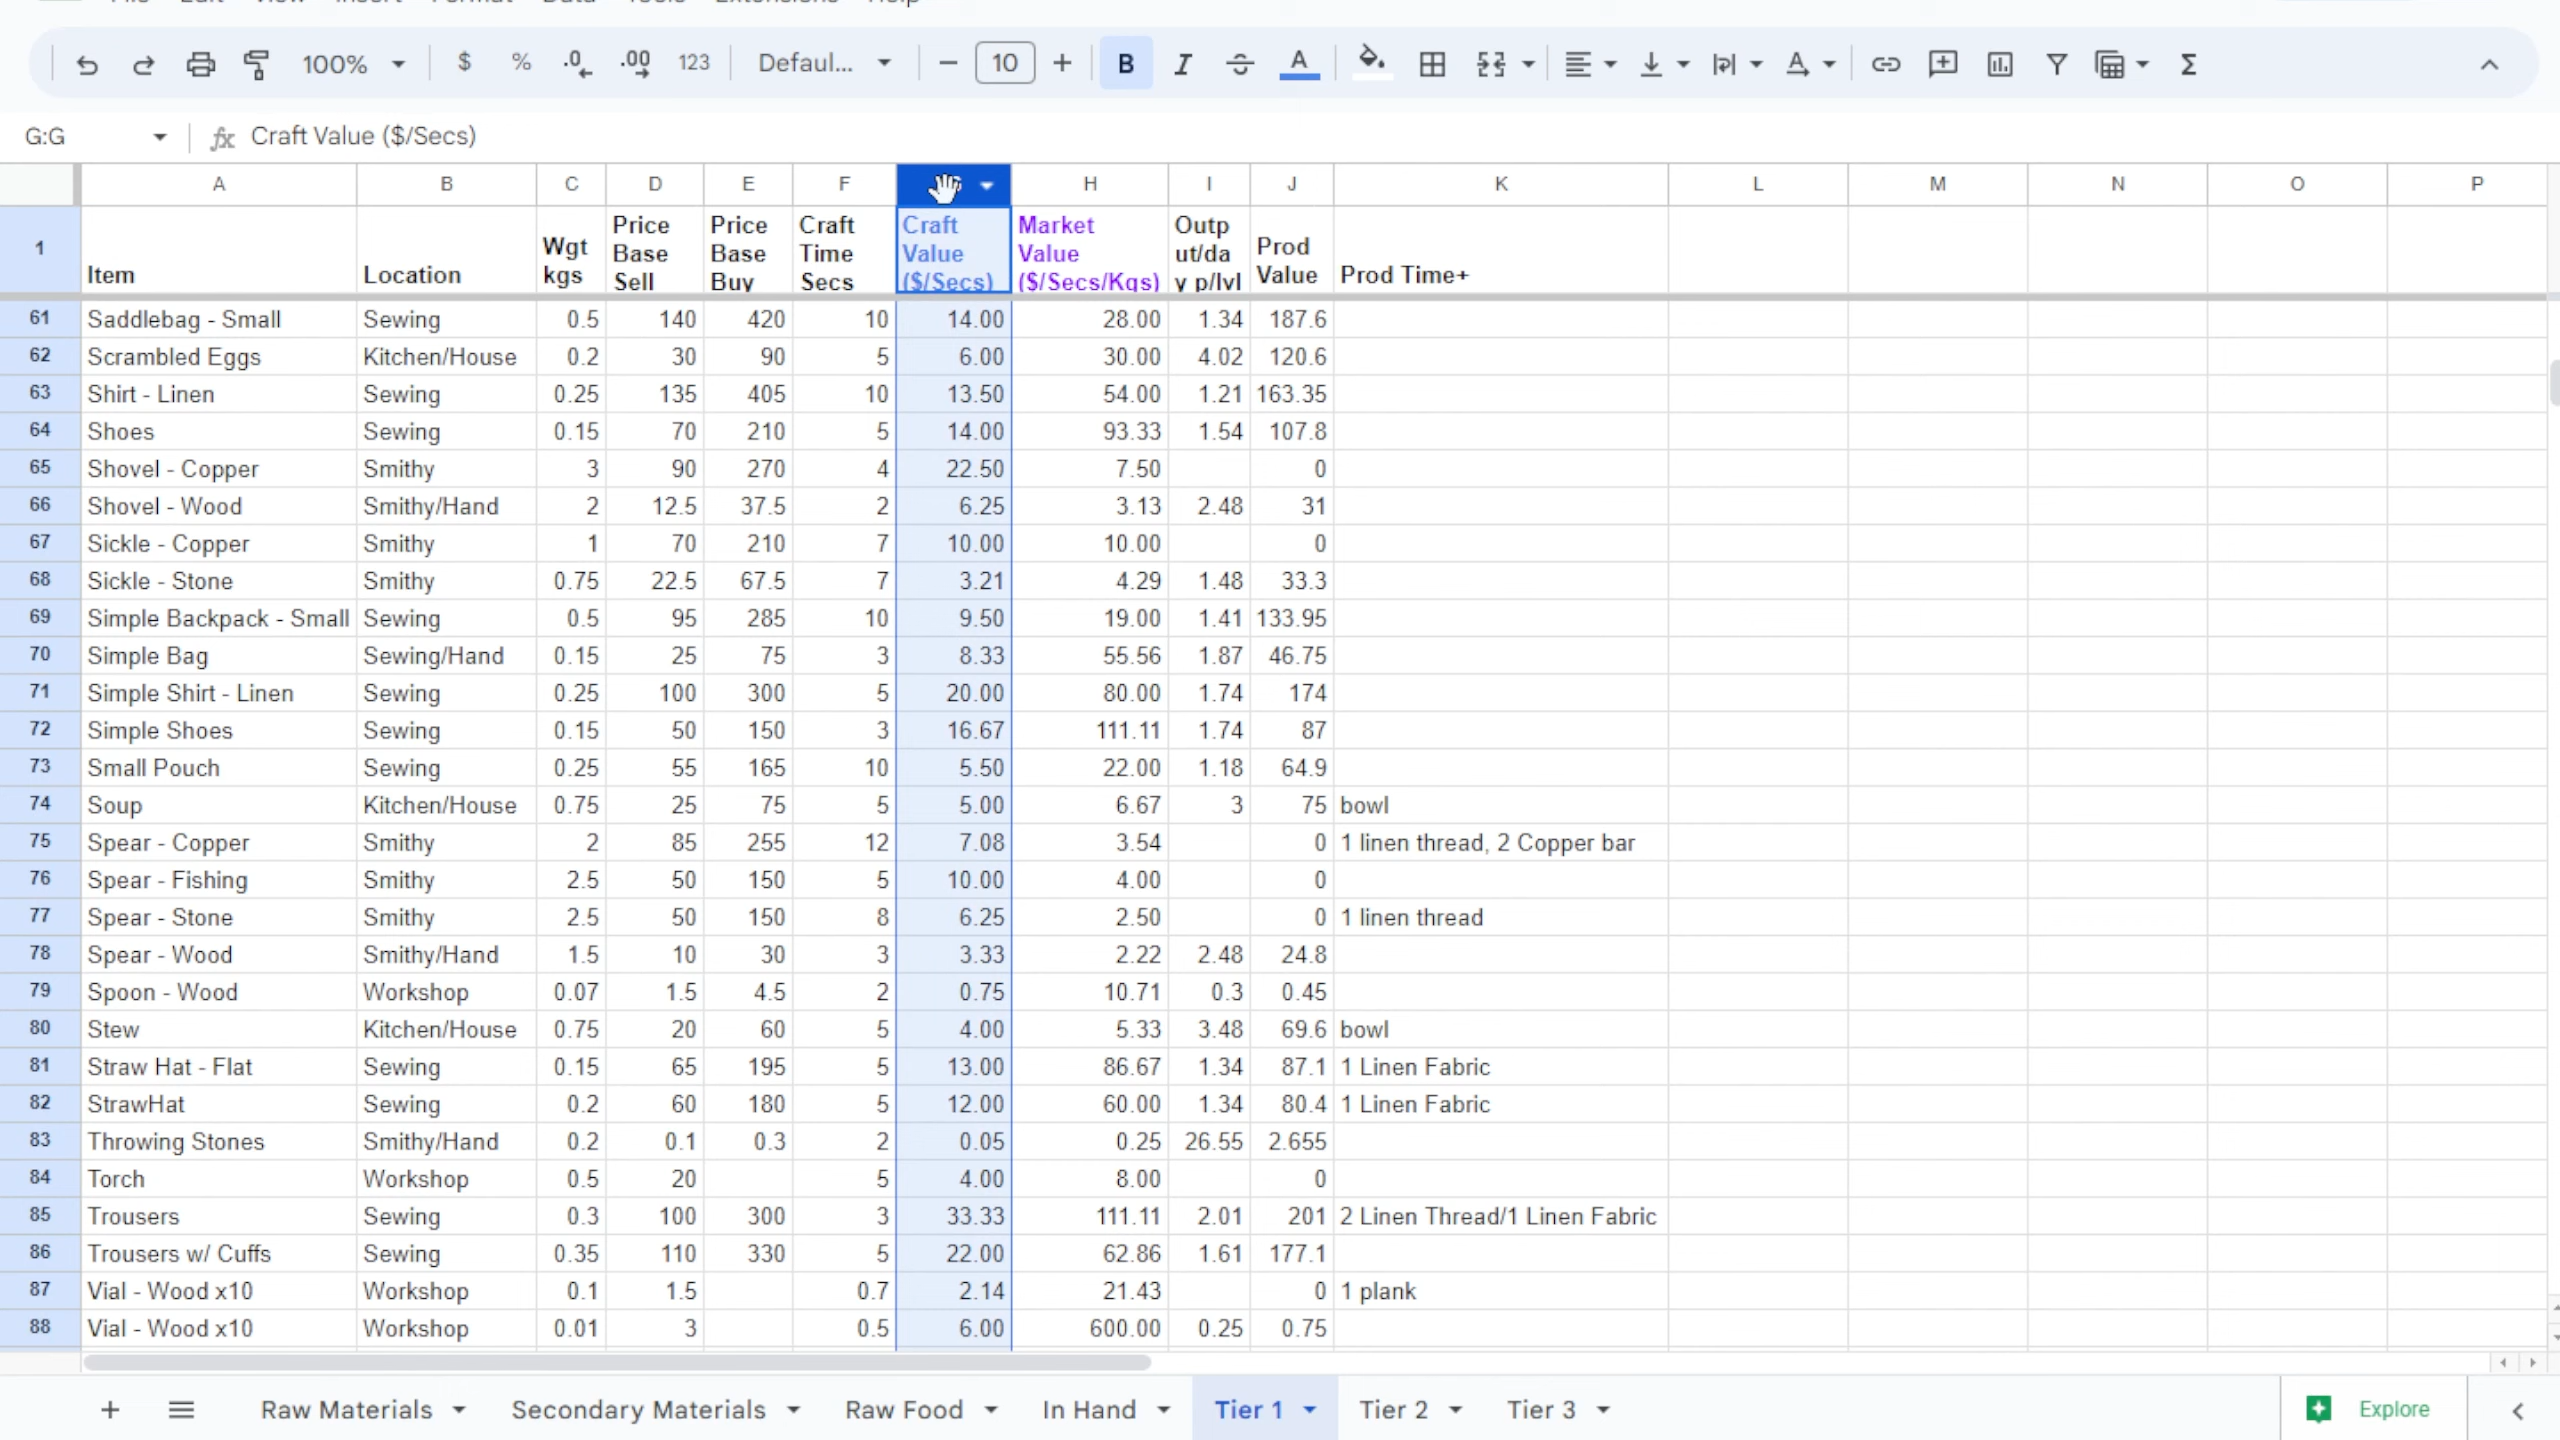 File Edit View Insert Format Data Tools Extensions Help
100% $ % .0 .00 123 Defaul... 10 B I A Σ
G:G fx Craft Value ($/Secs)
A B C D E F H I J K L M N O P
1 Item Location Wgt kgs Price Base Sell Price Base Buy Craft Time Secs Craft Value ($/Secs) Market Value ($/Secs/Kgs) Outp ut/da y p/lvl Prod Value Prod Time+
61 Saddlebag - Small Sewing 0.5 140 420 10 14.00 28.00 1.34 187.6
62 Scrambled Eggs Kitchen/House 0.2 30 90 5 6.00 30.00 4.02 120.6
63 Shirt - Linen Sewing 0.25 135 405 10 13.50 54.00 1.21 163.35
64 Shoes Sewing 0.15 70 210 5 14.00 93.33 1.54 107.8
65 Shovel - Copper Smithy 3 90 270 4 22.50 7.50 0
66 Shovel - Wood Smithy/Hand 2 12.5 37.5 2 6.25 3.13 2.48 31
67 Sickle - Copper Smithy 1 70 210 7 10.00 10.00 0
68 Sickle - Stone Smithy 0.75 22.5 67.5 7 3.21 4.29 1.48 33.3
69 Simple Backpack - Small Sewing 0.5 95 285 10 9.50 19.00 1.41 133.95
70 Simple Bag Sewing/Hand 0.15 25 75 3 8.33 55.56 1.87 46.75
71 Simple Shirt - Linen Sewing 0.25 100 300 5 20.00 80.00 1.74 174
72 Simple Shoes Sewing 0.15 50 150 3 16.67 111.11 1.74 87
73 Small Pouch Sewing 0.25 55 165 10 5.50 22.00 1.18 64.9
74 Soup Kitchen/House 0.75 25 75 5 5.00 6.67 3 75 bowl
75 Spear - Copper Smithy 2 85 255 12 7.08 3.54 0 1 linen thread, 2 Copper bar
76 Spear - Fishing Smithy 2.5 50 150 5 10.00 4.00 0
77 Spear - Stone Smithy 2.5 50 150 8 6.25 2.50 0 1 linen thread
78 Spear - Wood Smithy/Hand 1.5 10 30 3 3.33 2.22 2.48 24.8
79 Spoon - Wood Workshop 0.07 1.5 4.5 2 0.75 10.71 0.3 0.45
80 Stew Kitchen/House 0.75 20 60 5 4.00 5.33 3.48 69.6 bowl
81 Straw Hat - Flat Sewing 0.15 65 195 5 13.00 86.67 1.34 87.1 1 Linen Fabric
82 StrawHat Sewing 0.2 60 180 5 12.00 60.00 1.34 80.4 1 Linen Fabric
83 Throwing Stones Smithy/Hand 0.2 0.1 0.3 2 0.05 0.25 26.55 2.655
84 Torch Workshop 0.5 20 5 4.00 8.00 0
85 Trousers Sewing 0.3 100 300 3 33.33 111.11 2.01 201 2 Linen Thread/1 Linen Fabric
86 Trousers w/ Cuffs Sewing 0.35 110 330 5 22.00 62.86 1.61 177.1
87 Vial - Wood x10 Workshop 0.1 1.5 0.7 2.14 21.43 0 1 plank
88 Vial - Wood x10 Workshop 0.01 3 0.5 6.00 600.00 0.25 0.75
Raw Materials Secondary Materials Raw Food In Hand Tier 1 Tier 2 Tier 3 Explore